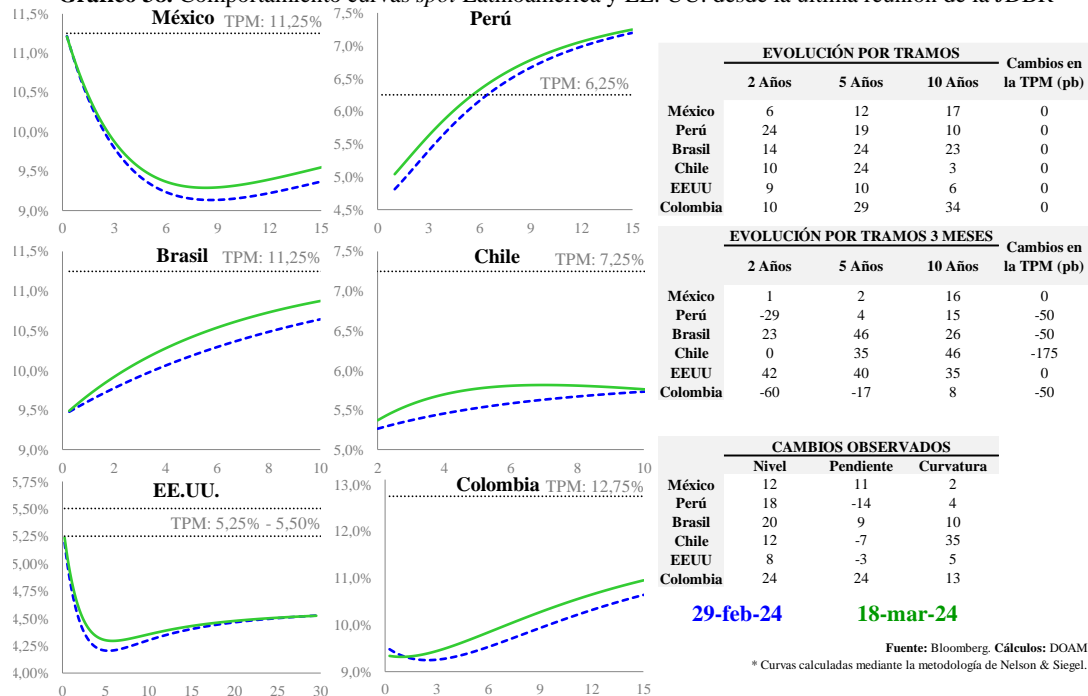 Gráfico 38. Comportamiento curvas spot Latinoamérica y EE. UU. desde la última reunión de la JDBR
México TPM: 11,25%
11,5%
11,0%
10,5%
10,0%
9,5%
9,0%
0 3 6 9 12 15
Perú
TPM: 6,25%
7,5%
7,0%
6,5%
6,0%
5,5%
5,0%
4,5%
0 3 6 9 12 15
Brasil TPM: 11,25%
11,5%
11,0%
10,5%
10,0%
9,5%
9,0%
0 2 4 6 8 10
Chile TPM: 7,25%
7,5%
7,0%
6,5%
6,0%
5,5%
5,0%
2 4 6 8 10
EE.UU.
TPM: 5,25% - 5,50%
5,75%
5,50%
5,25%
5,00%
4,75%
4,50%
4,25%
4,00%
0 5 10 15 20 25 30
Colombia TPM: 12,75%
13,0%
12,0%
11,0%
10,0%
9,0%
0 3 6 9 12 15
EVOLUCIÓN POR TRAMOS Cambios en
2 Años 5 Años 10 Años la TPM (pb)
México 6 12 17 0
Perú 24 19 10 0
Brasil 14 24 23 0
Chile 10 24 3 0
EEUU 9 10 6 0
Colombia 10 29 34 0
EVOLUCIÓN POR TRAMOS 3 MESES Cambios en
2 Años 5 Años 10 Años la TPM (pb)
México 1 2 16 0
Perú -29 4 15 -50
Brasil 23 46 26 -50
Chile 0 35 46 -175
EEUU 42 40 35 0
Colombia -60 -17 8 -50
CAMBIOS OBSERVADOS
Nivel Pendiente Curvatura
México 12 11 2
Perú 18 -14 4
Brasil 20 9 10
Chile 12 -7 35
EEUU 8 -3 5
Colombia 24 24 13
29-feb-24 18-mar-24
Fuente: Bloomberg. Cálculos: DOAM
* Curvas calculadas mediante la metodología de Nelson & Siegel.